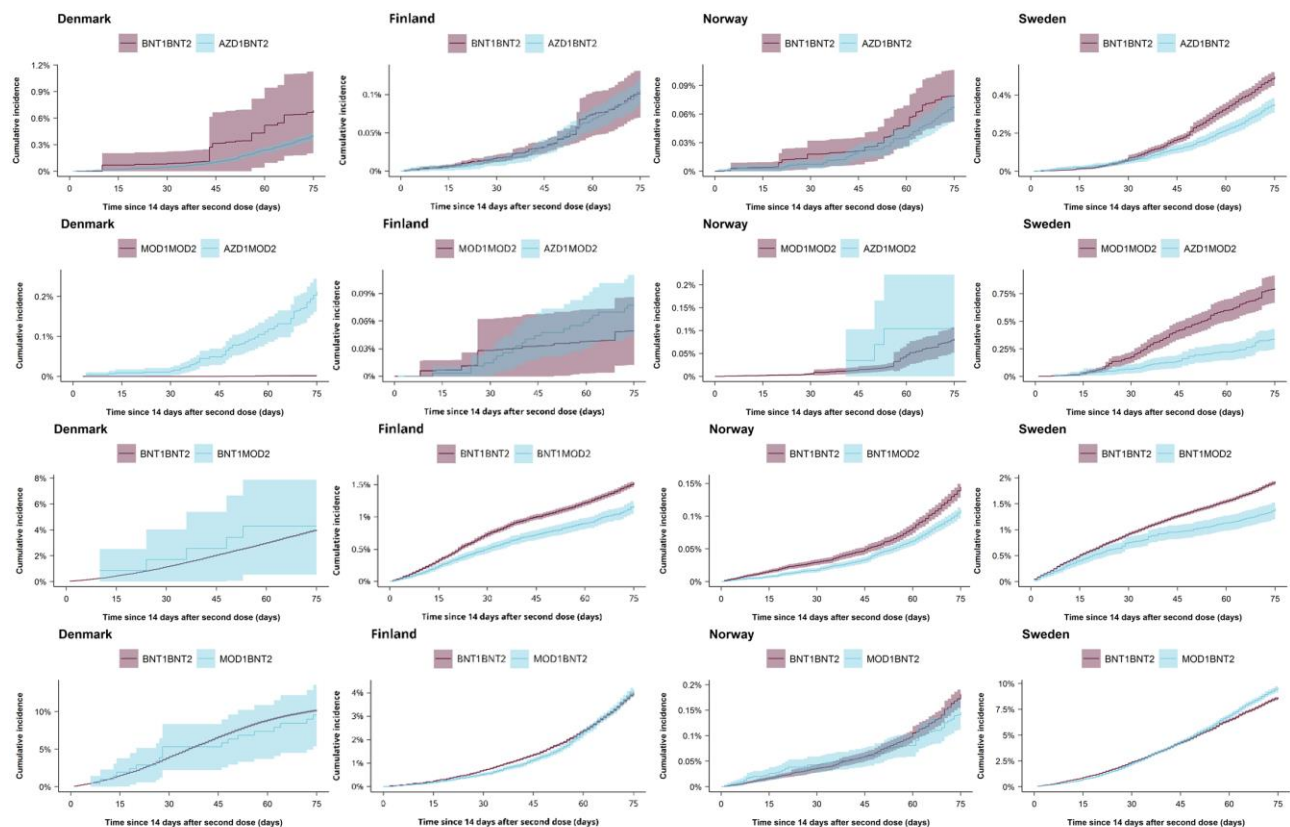 Denmark
BNT1BNT2 AZD1BNT2
Cumulative incidence
1.2%
0.9%
0.6%
0.3%
0%
0 15 30 45 60 75
Time since 14 days after second dose (days)
Finland
BNT1BNT2 AZD1BNT2
Cumulative incidence
0.1%
0.05%
0%
0 15 30 45 60 75
Time since 14 days after second dose (days)
Norway
BNT1BNT2 AZD1BNT2
Cumulative incidence
0.09%
0.06%
0.03%
0%
0 15 30 45 60 75
Time since 14 days after second dose (days)
Sweden
BNT1BNT2 AZD1BNT2
Cumulative incidence
0.4%
0.2%
0%
0 15 30 45 60 75
Time since 14 days after second dose (days)
Denmark
MOD1MOD2 AZD1MOD2
Cumulative incidence
0.2%
0.1%
0%
0 15 30 45 60 75
Time since 14 days after second dose (days)
Finland
MOD1MOD2 AZD1MOD2
Cumulative incidence
0.09%
0.06%
0.03%
0%
0 15 30 45 60 75
Time since 14 days after second dose (days)
Norway
MOD1MOD2 AZD1MOD2
Cumulative incidence
0.2%
0.15%
0.1%
0.05%
0%
0 15 30 45 60 75
Time since 14 days after second dose (days)
Sweden
MOD1MOD2 AZD1MOD2
Cumulative incidence
0.75%
0.5%
0.25%
0%
0 15 30 45 60 75
Time since 14 days after second dose (days)
Denmark
BNT1BNT2 BNT1MOD2
Cumulative incidence
8%
6%
4%
2%
0%
0 15 30 45 60 75
Time since 14 days after second dose (days)
Finland
BNT1BNT2 BNT1MOD2
Cumulative incidence
1.5%
1%
0.5%
0%
0 15 30 45 60 75
Time since 14 days after second dose (days)
Norway
BNT1BNT2 BNT1MOD2
Cumulative incidence
0.15%
0.1%
0.05%
0%
0 15 30 45 60 75
Time since 14 days after second dose (days)
Sweden
BNT1BNT2 BNT1MOD2
Cumulative incidence
2%
1.5%
1%
0.5%
0%
0 15 30 45 60 75
Time since 14 days after second dose (days)
Denmark
BNT1BNT2 MOD1BNT2
Cumulative incidence
10%
5%
0%
0 15 30 45 60 75
Time since 14 days after second dose (days)
Finland
BNT1BNT2 MOD1BNT2
Cumulative incidence
4%
3%
2%
1%
0%
0 15 30 45 60 75
Time since 14 days after second dose (days)
Norway
BNT1BNT2 MOD1BNT2
Cumulative incidence
0.2%
0.15%
0.1%
0.05%
0%
0 15 30 45 60 75
Time since 14 days after second dose (days)
Sweden
BNT1BNT2 MOD1BNT2
Cumulative incidence
10%
7.5%
5%
2.5%
0%
0 15 30 45 60 75
Time since 14 days after second dose (days)